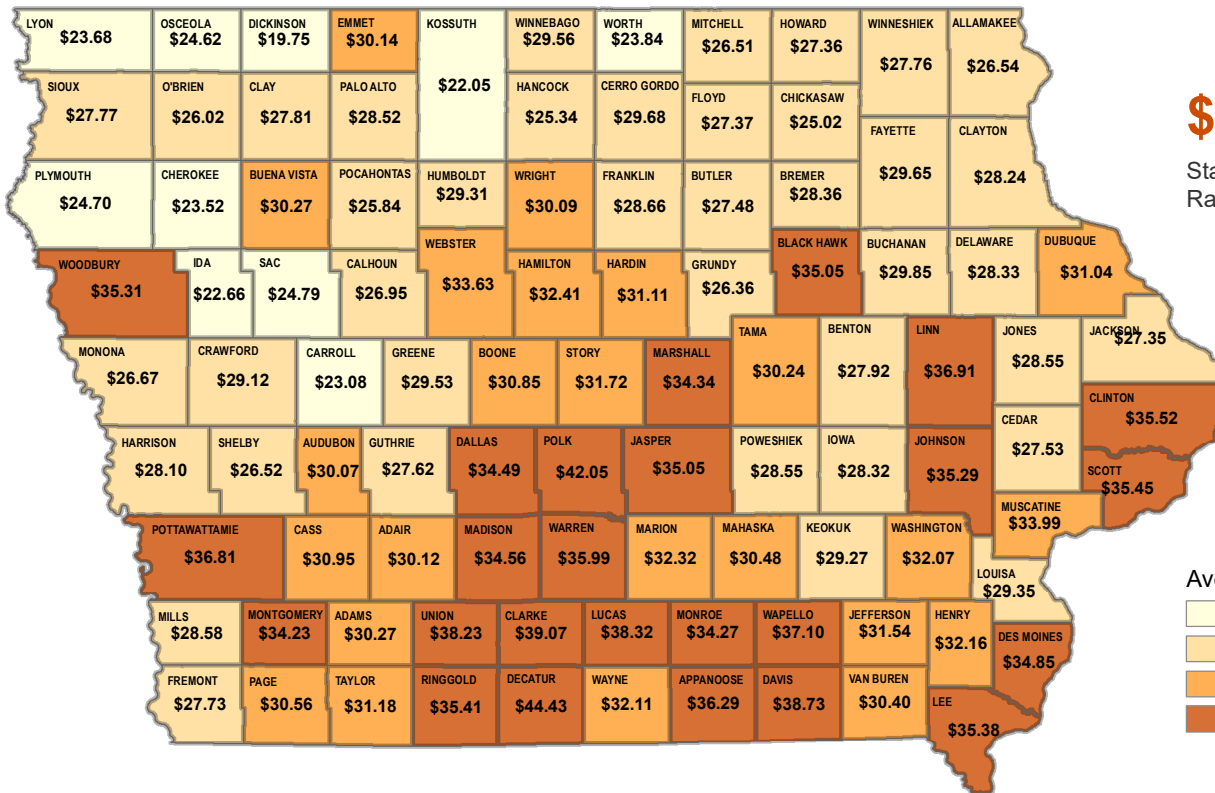 LYON
$23.68
OSCEOLA
$24.62
DICKINSON
$19.75
EMMET
$30.14
KOSSUTH
$22.05
WINNEBAGO
$29.56
WORTH
$23.84
MITCHELL
$26.51
HOWARD
$27.36
WINNESHIEK
$27.76
ALLAMAKEE
$26.54
SIOUX
$27.77
O'BRIEN
$26.02
CLAY
$27.81
PALO ALTO
$28.52
HANCOCK
$25.34
CERRO GORDO
$29.68
FLOYD
$27.37
CHICKASAW
$25.02
FAYETTE
$29.65
CLAYTON
$28.24
$
Sta
Ra
PLYMOUTH
$24.70
CHEROKEE
$23.52
BUENA VISTA
$30.27
POCAHONTAS
$25.84
HUMBOLDT
$29.31
WRIGHT
$30.09
FRANKLIN
$28.66
BUTLER
$27.48
BREMER
$28.36
WOODBURY
$35.31
IDA
$22.66
SAC
$24.79
CALHOUN
$26.95
WEBSTER
$33.63
HAMILTON
$32.41
HARDIN
$31.11
GRUNDY
$26.36
BLACK HAWK
$35.05
BUCHANAN
$29.85
DELAWARE
$28.33
DUBUQUE
$31.04
MONONA
$26.67
CRAWFORD
$29.12
CARROLL
$23.08
GREENE
$29.53
BOONE
$30.85
STORY
$31.72
MARSHALL
$34.34
TAMA
$30.24
BENTON
$27.92
LINN
$36.91
JONES
$28.55
JACKSON
$27.35
CLINTON
$35.52
HARRISON
$28.10
SHELBY
$26.52
AUDUBON
$30.07
GUTHRIE
$27.62
DALLAS
$34.49
POLK
$42.05
JASPER
$35.05
POWESHIEK
$28.55
IOWA
$28.32
JOHNSON
$35.29
CEDAR
$27.53
SCOTT
$35.45
MUSCATINE
$33.99
POTTAWATTAMIE
$36.81
CASS
$30.95
ADAIR
$30.12
MADISON
$34.56
WARREN
$35.99
MARION
$32.32
MAHASKA
$30.48
KEOKUK
$29.27
WASHINGTON
$32.07
LOUISA
$29.35
Ave
MILLS
$28.58
MONTGOMERY
$34.23
ADAMS
$30.27
UNION
$38.23
CLARKE
$39.07
LUCAS
$38.32
MONROE
$34.27
WAPELLO
$37.10
JEFFERSON
$31.54
HENRY
$32.16
DES MOINES
$34.85
FREMONT
$27.73
PAGE
$30.56
TAYLOR
$31.18
RINGGOLD
$35.41
DECATUR
$44.43
WAYNE
$32.11
APPANOOSE
$36.29
DAVIS
$38.73
VAN BUREN
$30.40
LEE
$35.38